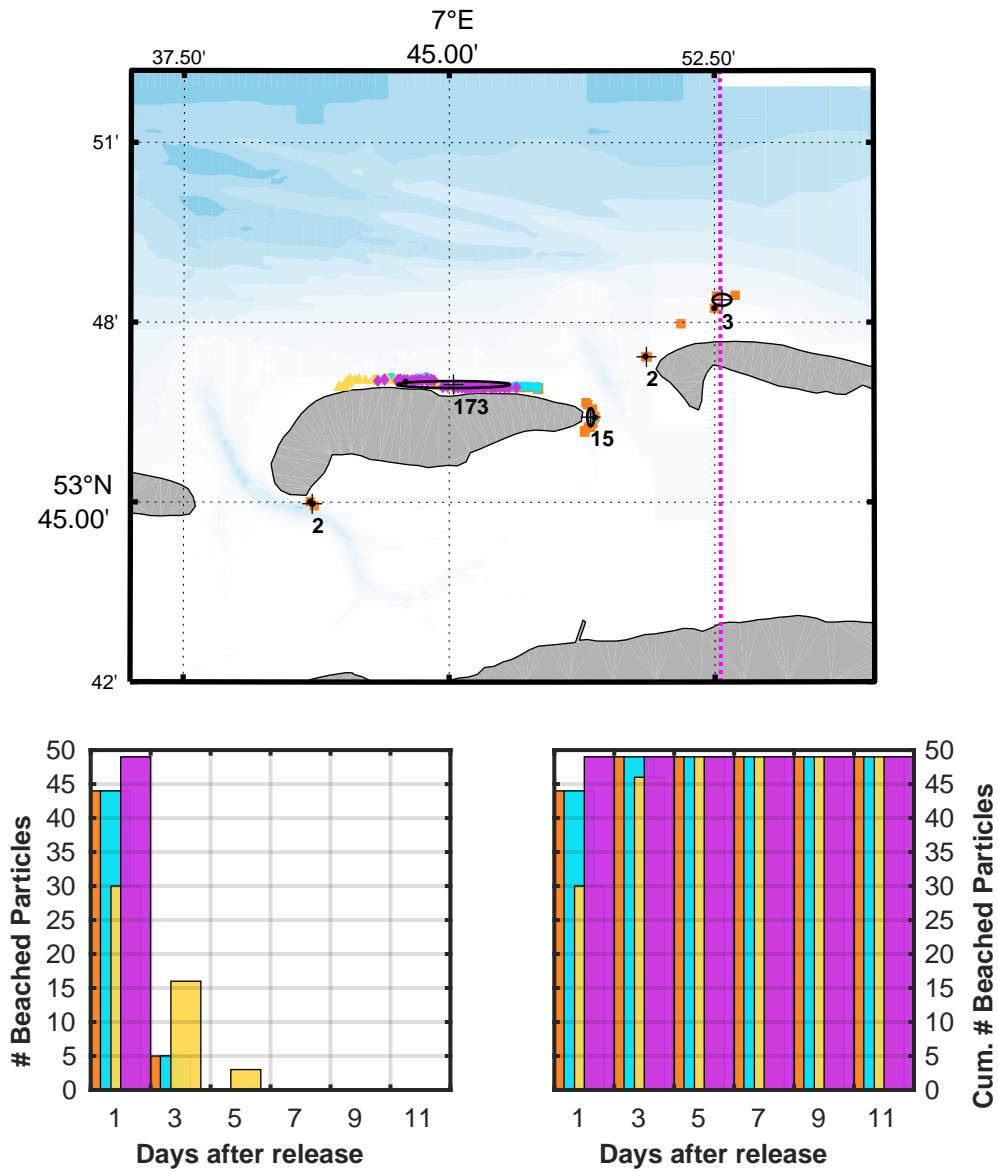 7°E
37.50' 45.00' 52.50'
51'
48'
3
2
173
15
53°N
45.00'
2
42'
50 50
45 45
40 40
35 35
30 30
25 25
20 20
15 15
10 10
5 5
0 0
# Beached Particles
Cum. # Beached Particles
1 3 5 7 9 11 1 3 5 7 9 11
Days after release Days after release